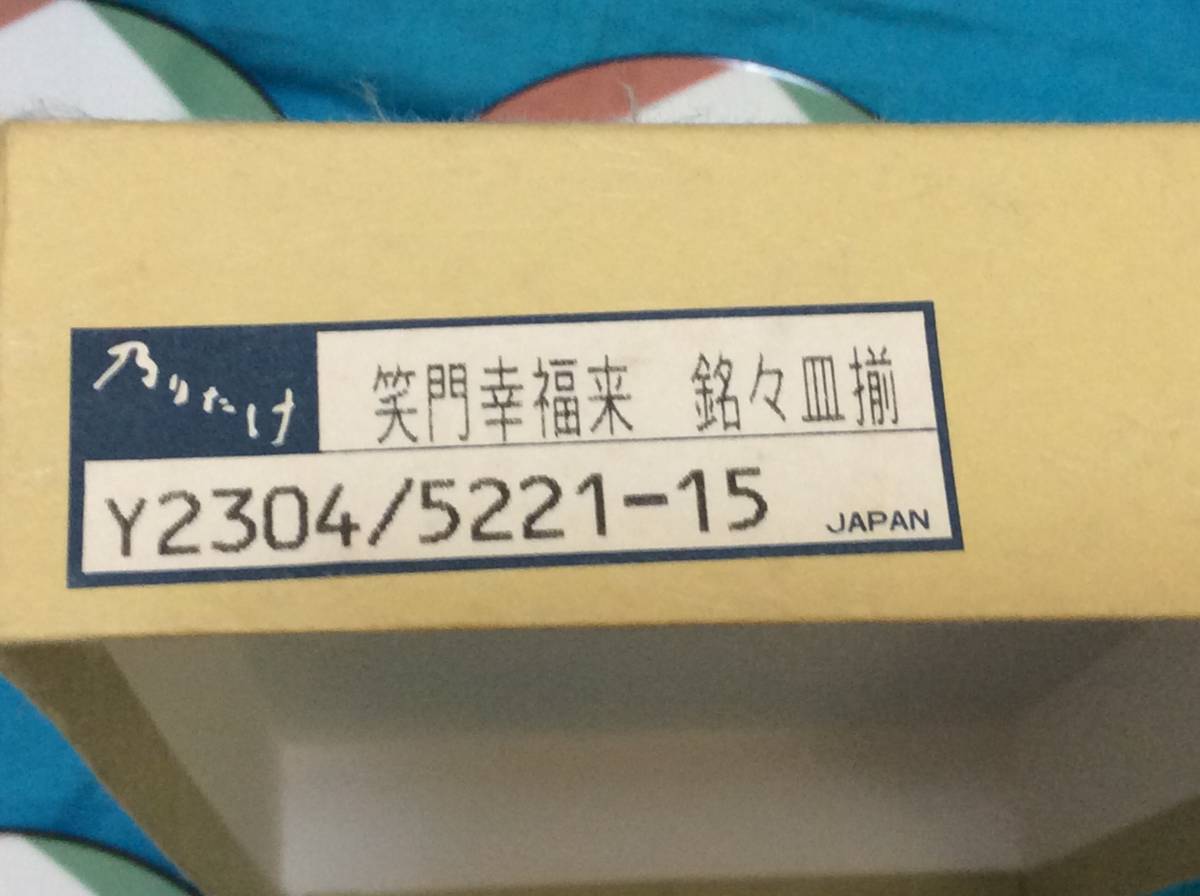 乃りたけ
笑門幸福来 銘々皿揃
Y2304/5221-15
JAPAN